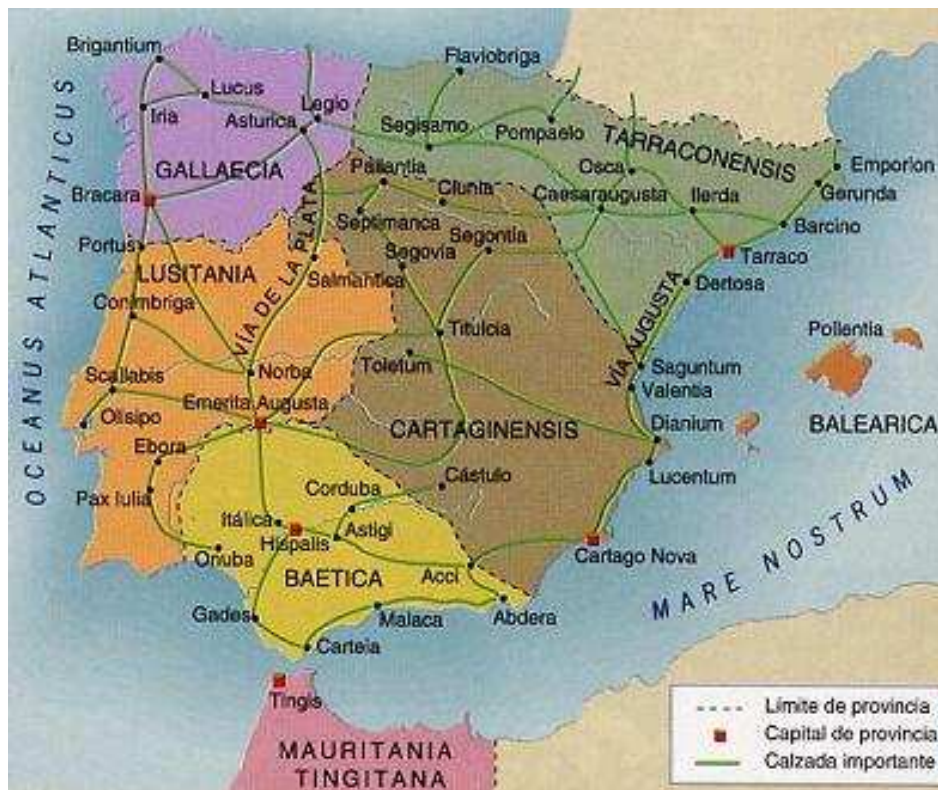 Brigantium
Flaviobriga
Lucus
Iria
Legio
Asturica
Segisamo
Pompaelo
TARRACONENSIS
GALLAECIA
Pallantia
Clunia
Osca
Emporion
Gerunda
Bracara
Septimanca
Caesaraugusta
Ilerda
Barcino
Portus
Segovia
Segontia
Tarraco
LUSITANIA
Salmantica
Dertosa
VÍA DE LA PLATA
VÍA AUGUSTA
OCEANUS ATLANTICUS
Conimbriga
Titulcia
Pollentia
Toletum
Norba
Saguntum
Valentia
Scallabis
Emerita Augusta
Olisipo
CARTAGINENSIS
Dianium
BALEARICA
Ebora
Lucentum
Pax Iulia
Corduba
Cástulo
Itálica
Hispalis
Astigi
Onuba
Cartago Nova
MARE NOSTRUM
BAETICA
Acci
Gades
Malaca
Abdera
Carteia
Tingis
MAURITANIA
TINGITANA
Límite de provincia
Capital de provincia
Calzada importante